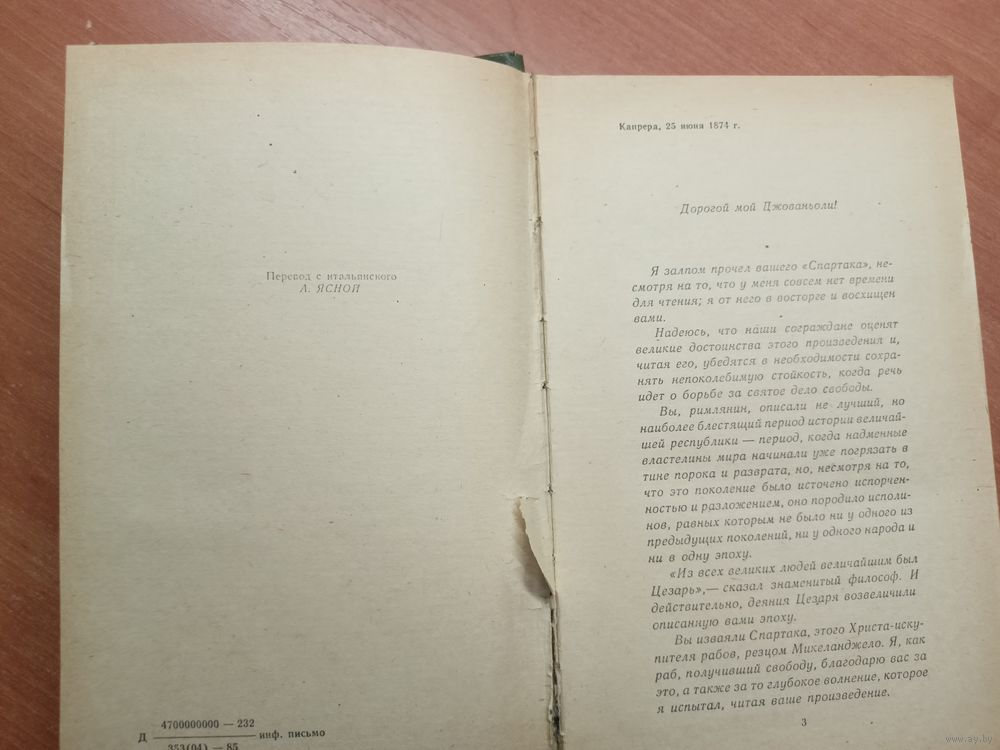 Перевод с итальянского
А. ЯСНОЙ
4700000000 — 232
Д ——— инф. письмо
353(04) — 85
Капрера, 25 июня 1874 г.
Дорогой мой Джованьоли!
Я залпом прочел вашего «Спартака», не-
смотря на то, что у меня совсем нет времени
для чтения; я от него в восторге и восхищен
вами.
Надеюсь, что наши сограждане оценят
великие достоинства этого произведения и,
читая его, убедятся в необходимости сохра-
нять непоколебимую стойкость, когда речь
идет о борьбе за святое дело свободы.
Вы, римлянин, описали не лучший, но
наиболее блестящий период истории величай-
шей республики — период, когда надменные
властелины мира начинали уже погрязать в
тине порока и разврата, но, несмотря на то,
что это поколение было источено испорчен-
ностью и разложением, оно породило исполи-
нов, равных которым не было ни у одного из
предыдущих поколений, ни у одного народа и
ни в одну эпоху.
«Из всех великих людей величайшим был
Цезарь»,— сказал знаменитый философ. И
действительно, деяния Цезаря возвеличили
описанную вами эпоху.
Вы изваяли Спартака, этого Христа-иску-
пителя рабов, резцом Микеланджело. Я, как
раб, получивший свободу, благодарю вас за
это, а также за то глубокое волнение, которое
я испытал, читая ваше произведение.
3
www.ay.by